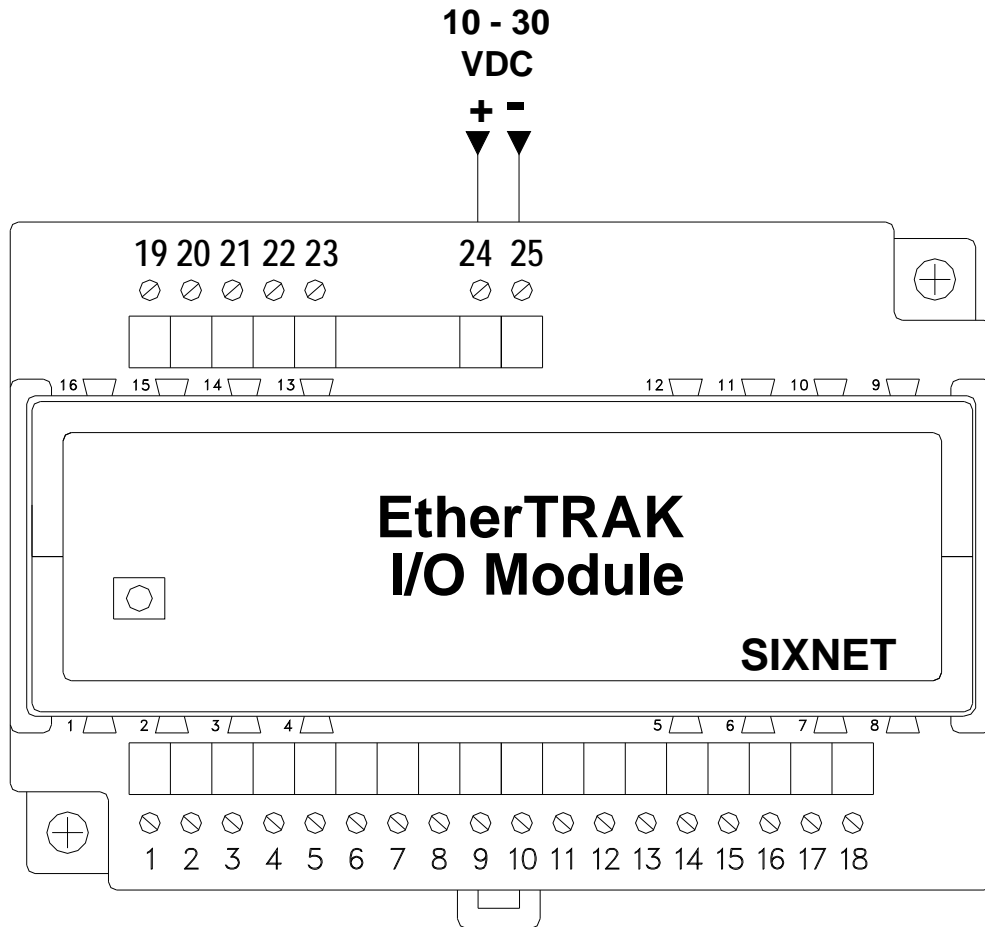 10 - 30
VDC
+ -
19 20 21 22 23 24 25
16 15 14 13 12 11 10 9
EtherTRAK
I/O Module
SIXNET
1 2 3 4 5 6 7 8
1 2 3 4 5 6 7 8 9 10 11 12 13 14 15 16 17 18